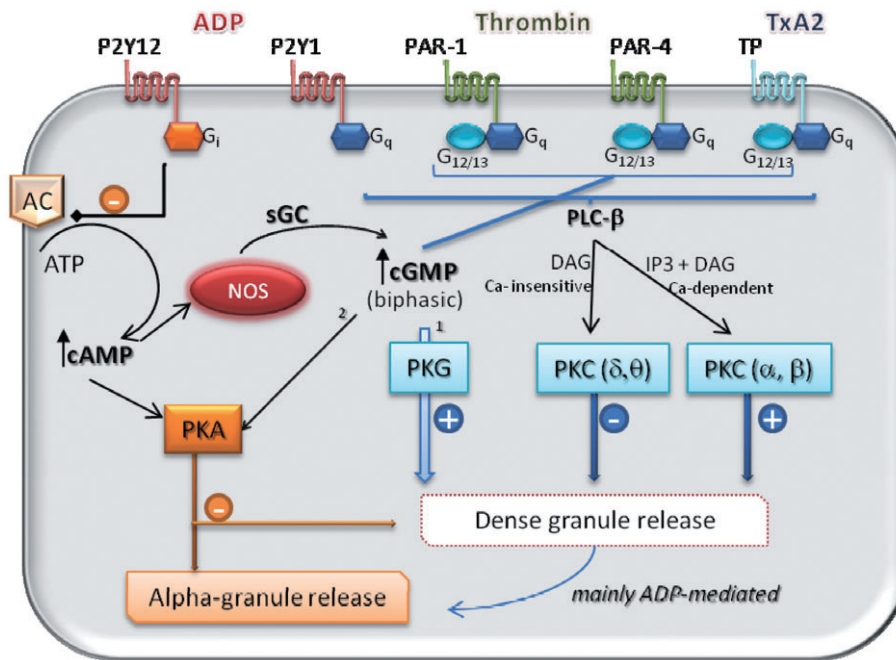 ADP
Thrombin
TxA2
P2Y12
P2Y1
PAR-1
PAR-4
TP
Gi
Gq
G12/13
Gq
G12/13
Gq
G12/13
Gq
AC
-
ATP
sGC
PLC-β
NOS
cGMP
(biphasic)
DAG
Ca- insensitive
IP3 + DAG
Ca-dependent
2
1
cAMP
PKG
PKC (δ,θ)
PKC (α, β)
PKA
+
-
+
-
Dense granule release
Alpha-granule release
mainly ADP-mediated